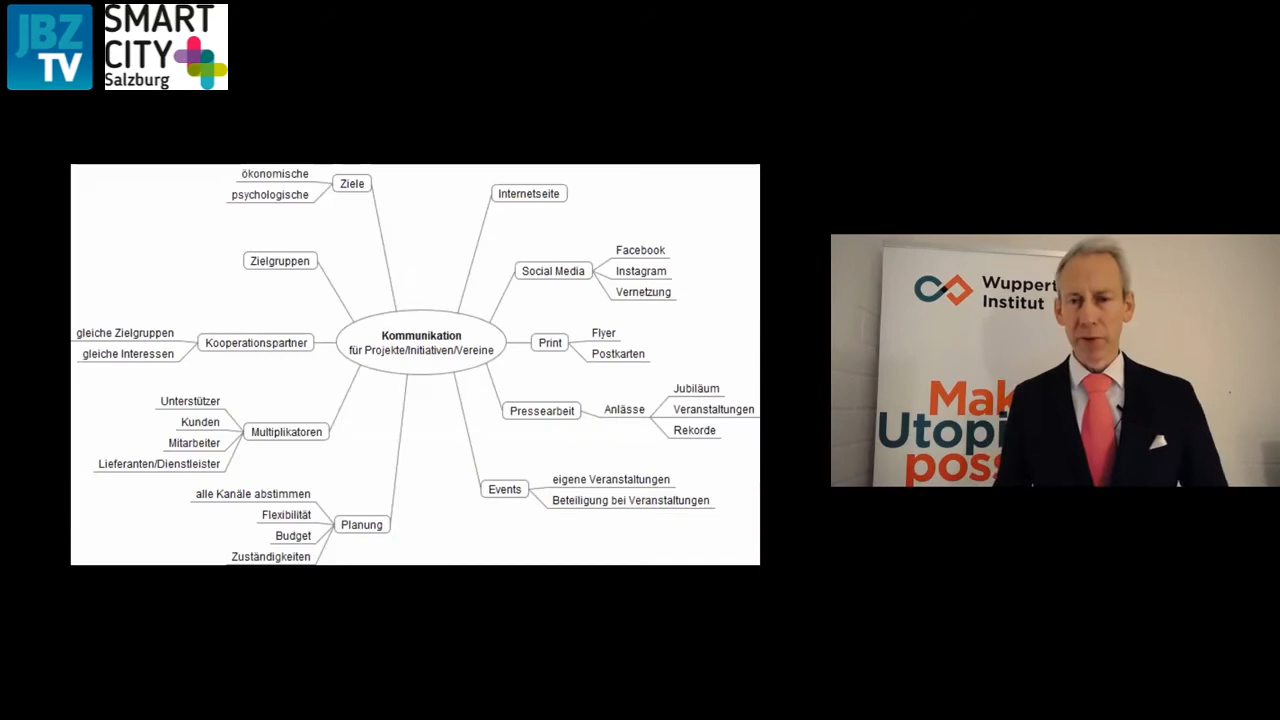 JBZ
TV
SMART
CITY
Salzburg
ökonomische
psychologische
Ziele
Zielgruppen
gleiche Zielgruppen
gleiche Interessen
Kooperationspartner
Unterstützer
Kunden
Mitarbeiter
Lieferanten/Dienstleister
Multiplikatoren
alle Kanäle abstimmen
Flexibilität
Budget
Zuständigkeiten
Planung
Kommunikation
für Projekte/Initiativen/Vereine
Internetseite
Social Media
Facebook
Instagram
Vernetzung
Print
Flyer
Postkarten
Pressearbeit
Anlässe
Jubiläum
Veranstaltungen
Rekorde
Events
eigene Veranstaltungen
Beteiligung bei Veranstaltungen
Wuppert
Institut
Mak
Utopi
poss